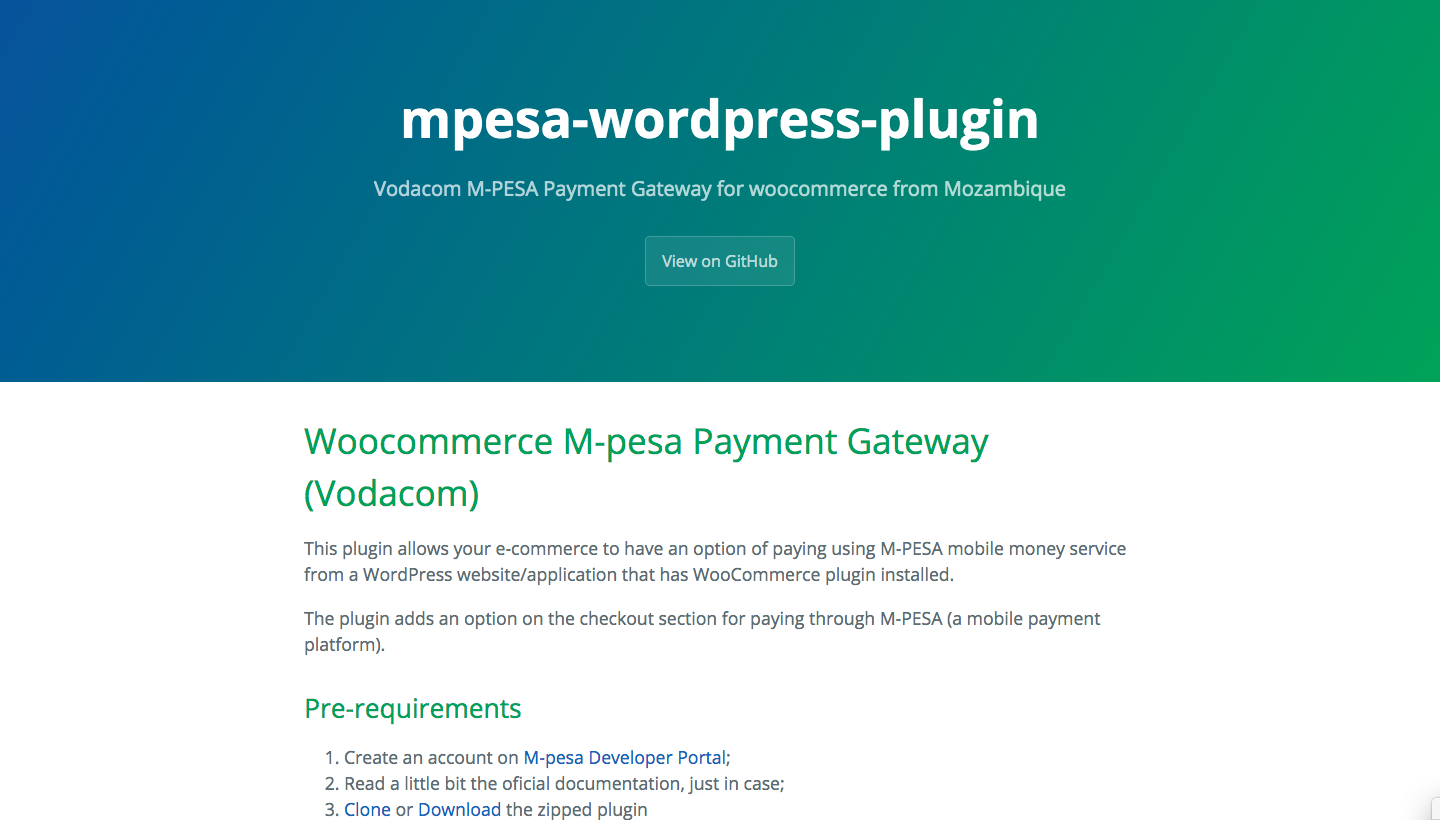 mpesa-wordpress-plugin
Vodacom M-PESA Payment Gateway for woocommerce from Mozambique
View on GitHub
Woocommerce M-pesa Payment Gateway
(Vodacom)
This plugin allows your e-commerce to have an option of paying using M-PESA mobile money service
from a WordPress website/application that has WooCommerce plugin installed.
The plugin adds an option on the checkout section for paying through M-PESA (a mobile payment
platform).
Pre-requirements
1. Create an account on M-pesa Developer Portal;
2. Read a little bit the oficial documentation, just in case;
3. Clone or Download the zipped plugin